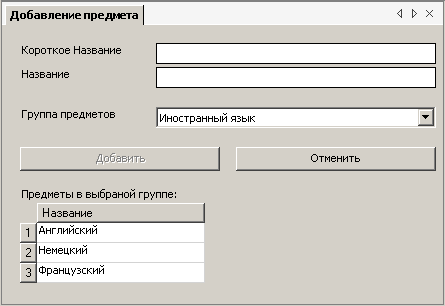 Добавление предмета
Короткое Название
Название
Группа предметов
Иностранный язык
Добавить
Отменить
Предметы в выбраной группе:
Название
1 Английский
2 Немецкий
3 Французский